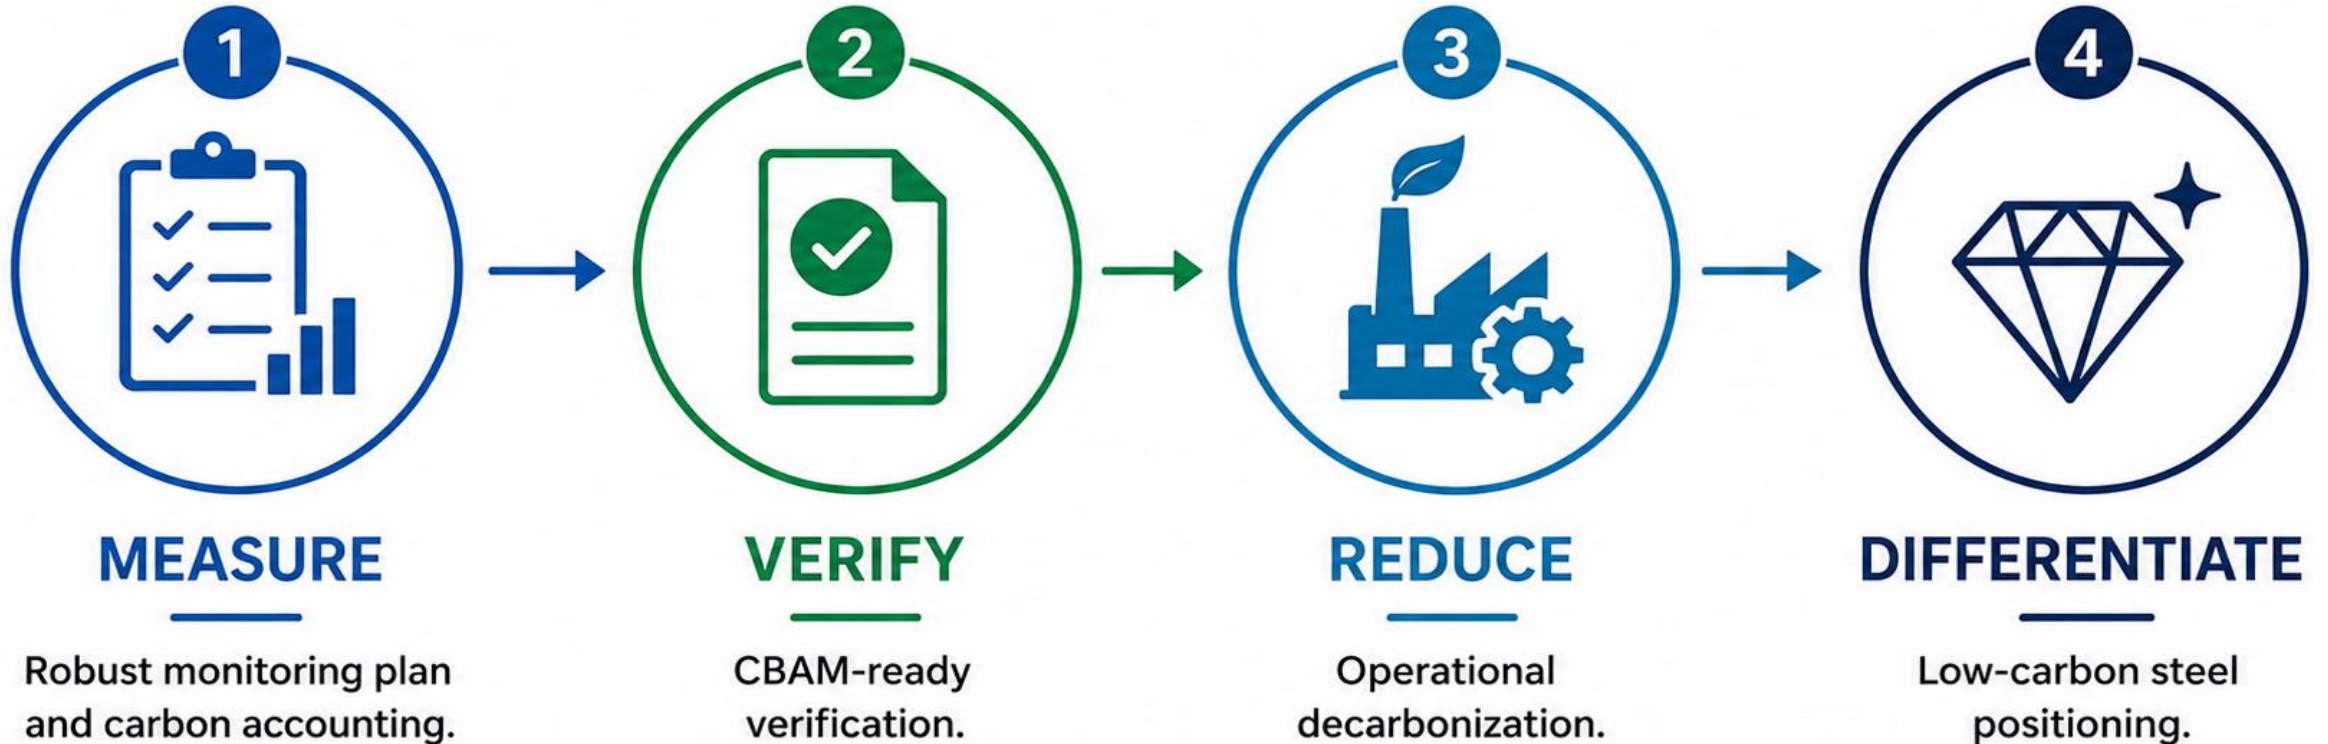 1
2
3
4
MEASURE
Robust monitoring plan
and carbon accounting.
VERIFY
CBAM-ready
verification.
REDUCE
Operational
decarbonization.
DIFFERENTIATE
Low-carbon steel
positioning.